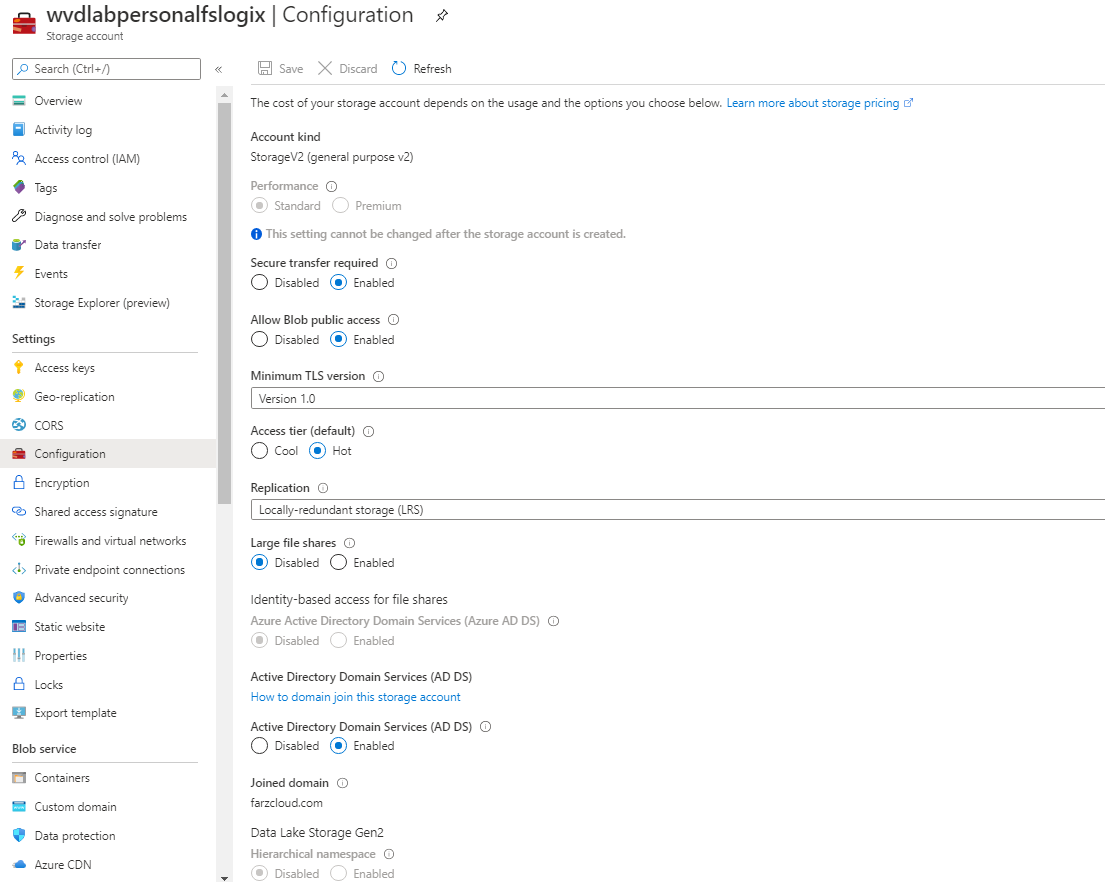 wvdlabpersonalfslogix | Configuration
Storage account
Search (Ctrl+/)
«
Overview
Activity log
Access control (IAM)
Tags
Diagnose and solve problems
Data transfer
Events
Storage Explorer (preview)
Settings
Access keys
Geo-replication
CORS
Configuration
Encryption
Shared access signature
Firewalls and virtual networks
Private endpoint connections
Advanced security
Static website
Properties
Locks
Export template
Blob service
Containers
Custom domain
Data protection
Azure CDN
Save Discard Refresh
The cost of your storage account depends on the usage and the options you choose below. Learn more about storage pricing
Account kind
StorageV2 (general purpose v2)
Performance
Standard Premium
This setting cannot be changed after the storage account is created.
Secure transfer required
Disabled Enabled
Allow Blob public access
Disabled Enabled
Minimum TLS version
Version 1.0
Access tier (default)
Cool Hot
Replication
Locally-redundant storage (LRS)
Large file shares
Disabled Enabled
Identity-based access for file shares
Azure Active Directory Domain Services (Azure AD DS)
Disabled Enabled
Active Directory Domain Services (AD DS)
How to domain join this storage account
Active Directory Domain Services (AD DS)
Disabled Enabled
Joined domain
farzcloud.com
Data Lake Storage Gen2
Hierarchical namespace
Disabled Enabled